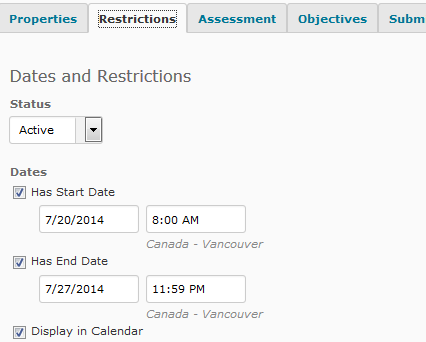 Properties Restrictions Assessment Objectives Subm
Dates and Restrictions
Status
Active
Dates
Has Start Date
7/20/2014 8:00 AM
Canada - Vancouver
Has End Date
7/27/2014 11:59 PM
Canada - Vancouver
Display in Calendar